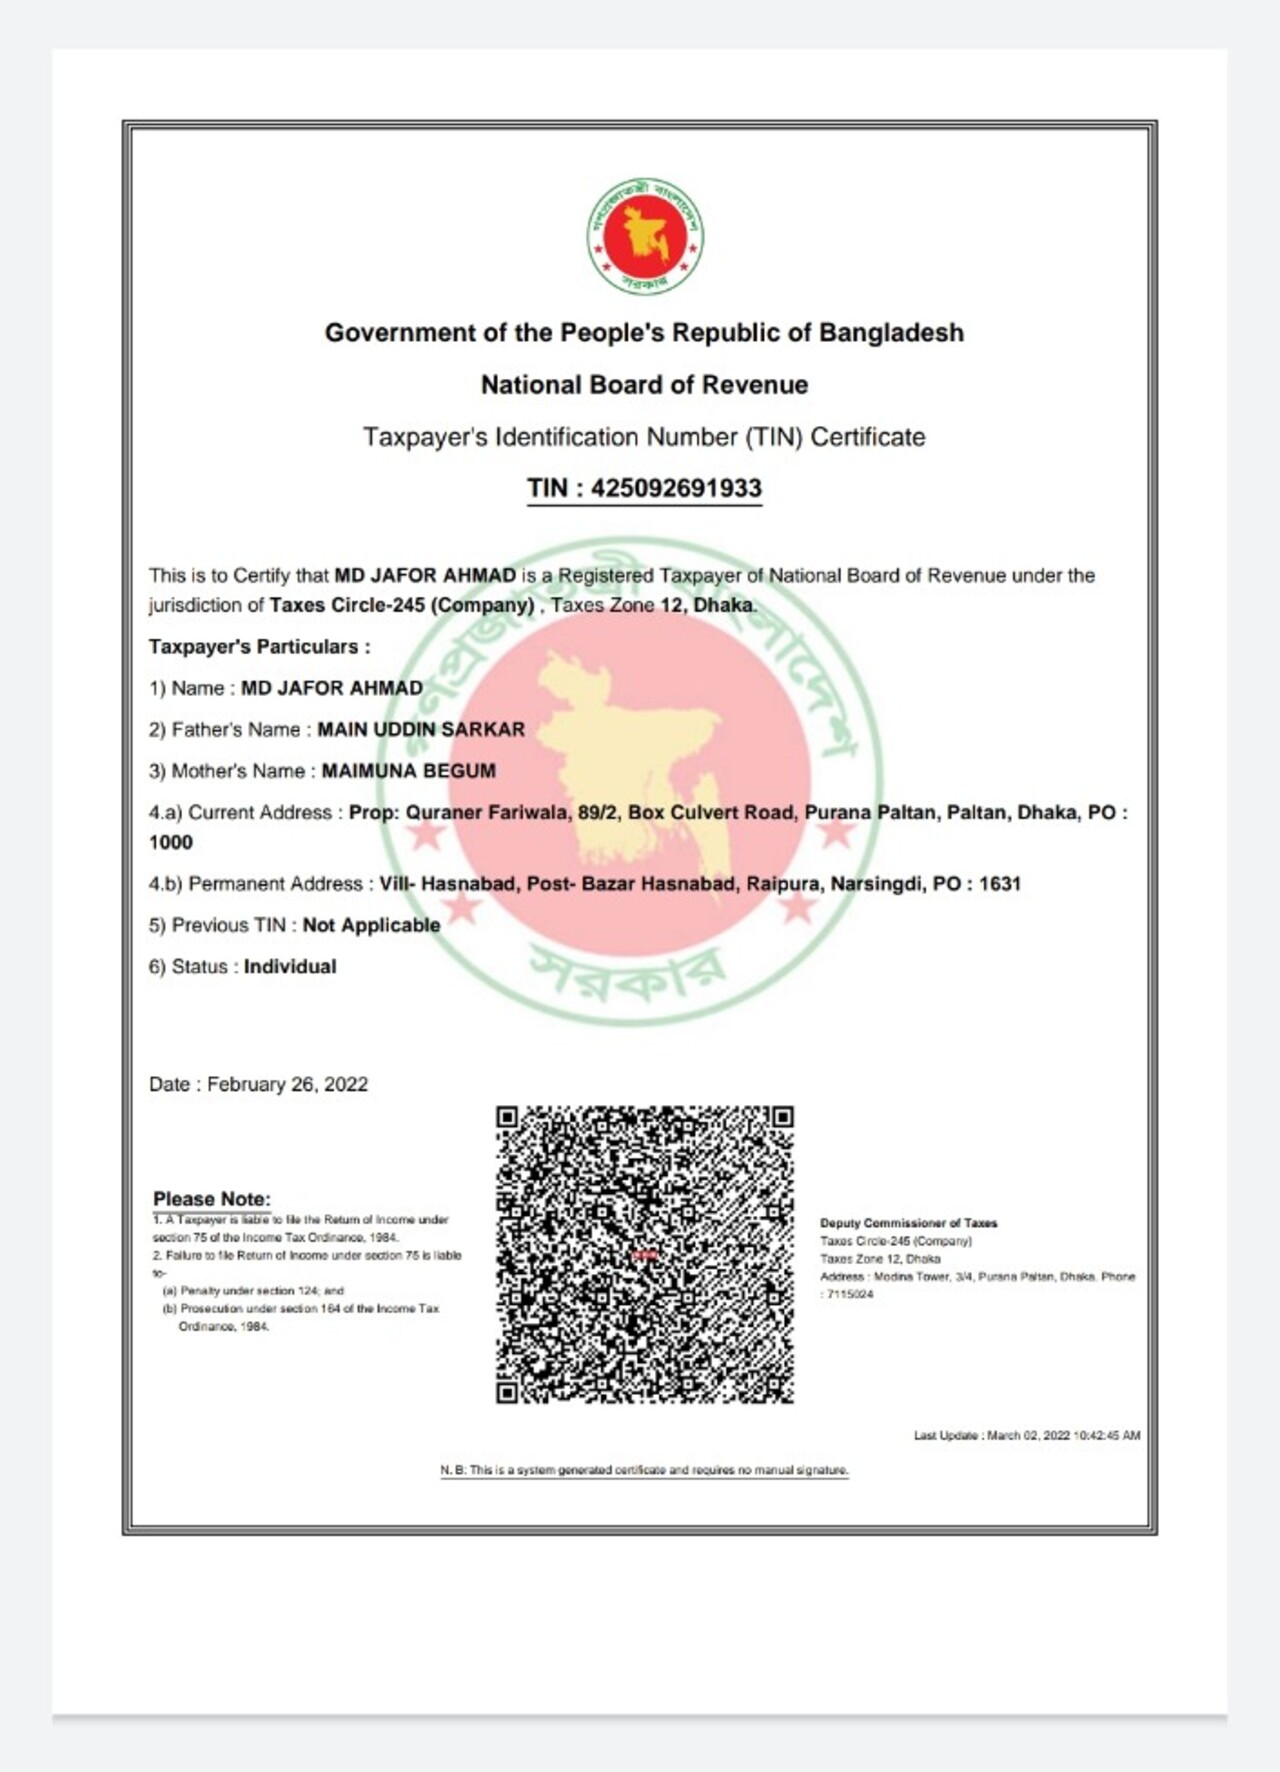 গণপ্রজাতন্ত্রী বাংলাদেশ
সরকার
Government of the People's Republic of Bangladesh
National Board of Revenue
Taxpayer's Identification Number (TIN) Certificate
TIN : 425092691933
This is to Certify that MD JAFOR AHMAD is a Registered Taxpayer of National Board of Revenue under the
jurisdiction of Taxes Circle-245 (Company) , Taxes Zone 12, Dhaka.
Taxpayer's Particulars :
1) Name : MD JAFOR AHMAD
2) Father's Name : MAIN UDDIN SARKAR
3) Mother's Name : MAIMUNA BEGUM
4.a) Current Address : Prop: Quraner Fariwala, 89/2, Box Culvert Road, Purana Paltan, Paltan, Dhaka, PO :
1000
4.b) Permanent Address : Vill- Hasnabad, Post- Bazar Hasnabad, Raipura, Narsingdi, PO : 1631
5) Previous TIN : Not Applicable
6) Status : Individual
গণপ্রজাতন্ত্রী বাংলাদেশ
সরকার
Date : February 26, 2022
Please Note:
1. A Taxpayer is liable to file the Return of Income under
section 75 of the Income Tax Ordinance, 1984.
2. Failure to file Return of Income under section 75 is liable
to-
(a) Penalty under section 124; and
(b) Prosecution under section 164 of the Income Tax
Ordinance, 1984.
Deputy Commissioner of Taxes
Taxes Circle-245 (Company)
Taxes Zone 12, Dhaka
Address : Modina Tower, 3/4, Purana Paltan, Dhaka. Phone
: 7115024
Last Update : March 02, 2022 10:42:45 AM
N. B: This is a system generated certificate and requires no manual signature.